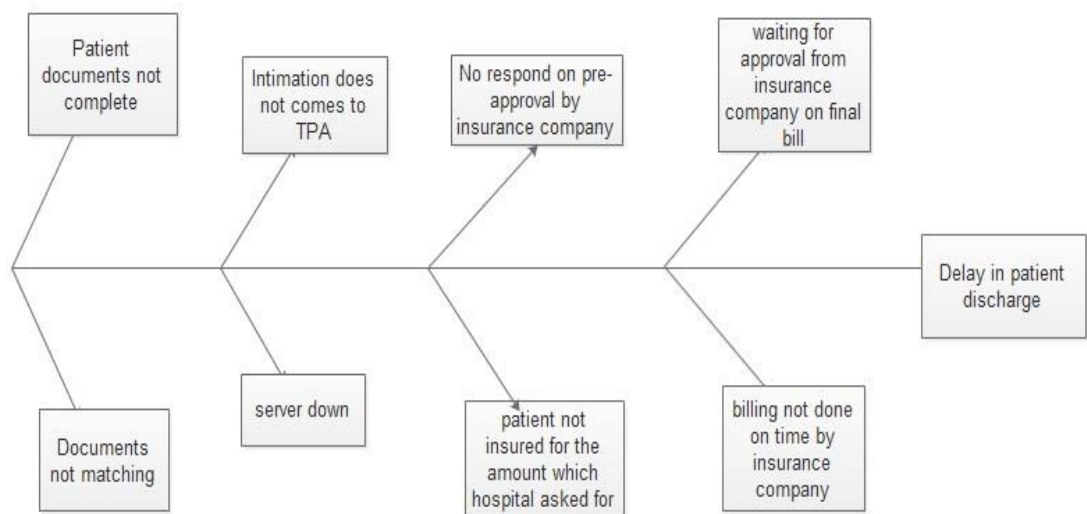 Patient
documents not
complete
Intimation does
not comes to
TPA
No respond on pre-
approval by
insurance company
waiting for
approval from
insurance
company on final
bill
Delay in patient
discharge
Documents
not matching
server down
patient not
insured for the
amount which
hospital asked for
billing not done
on time by
insurance
company